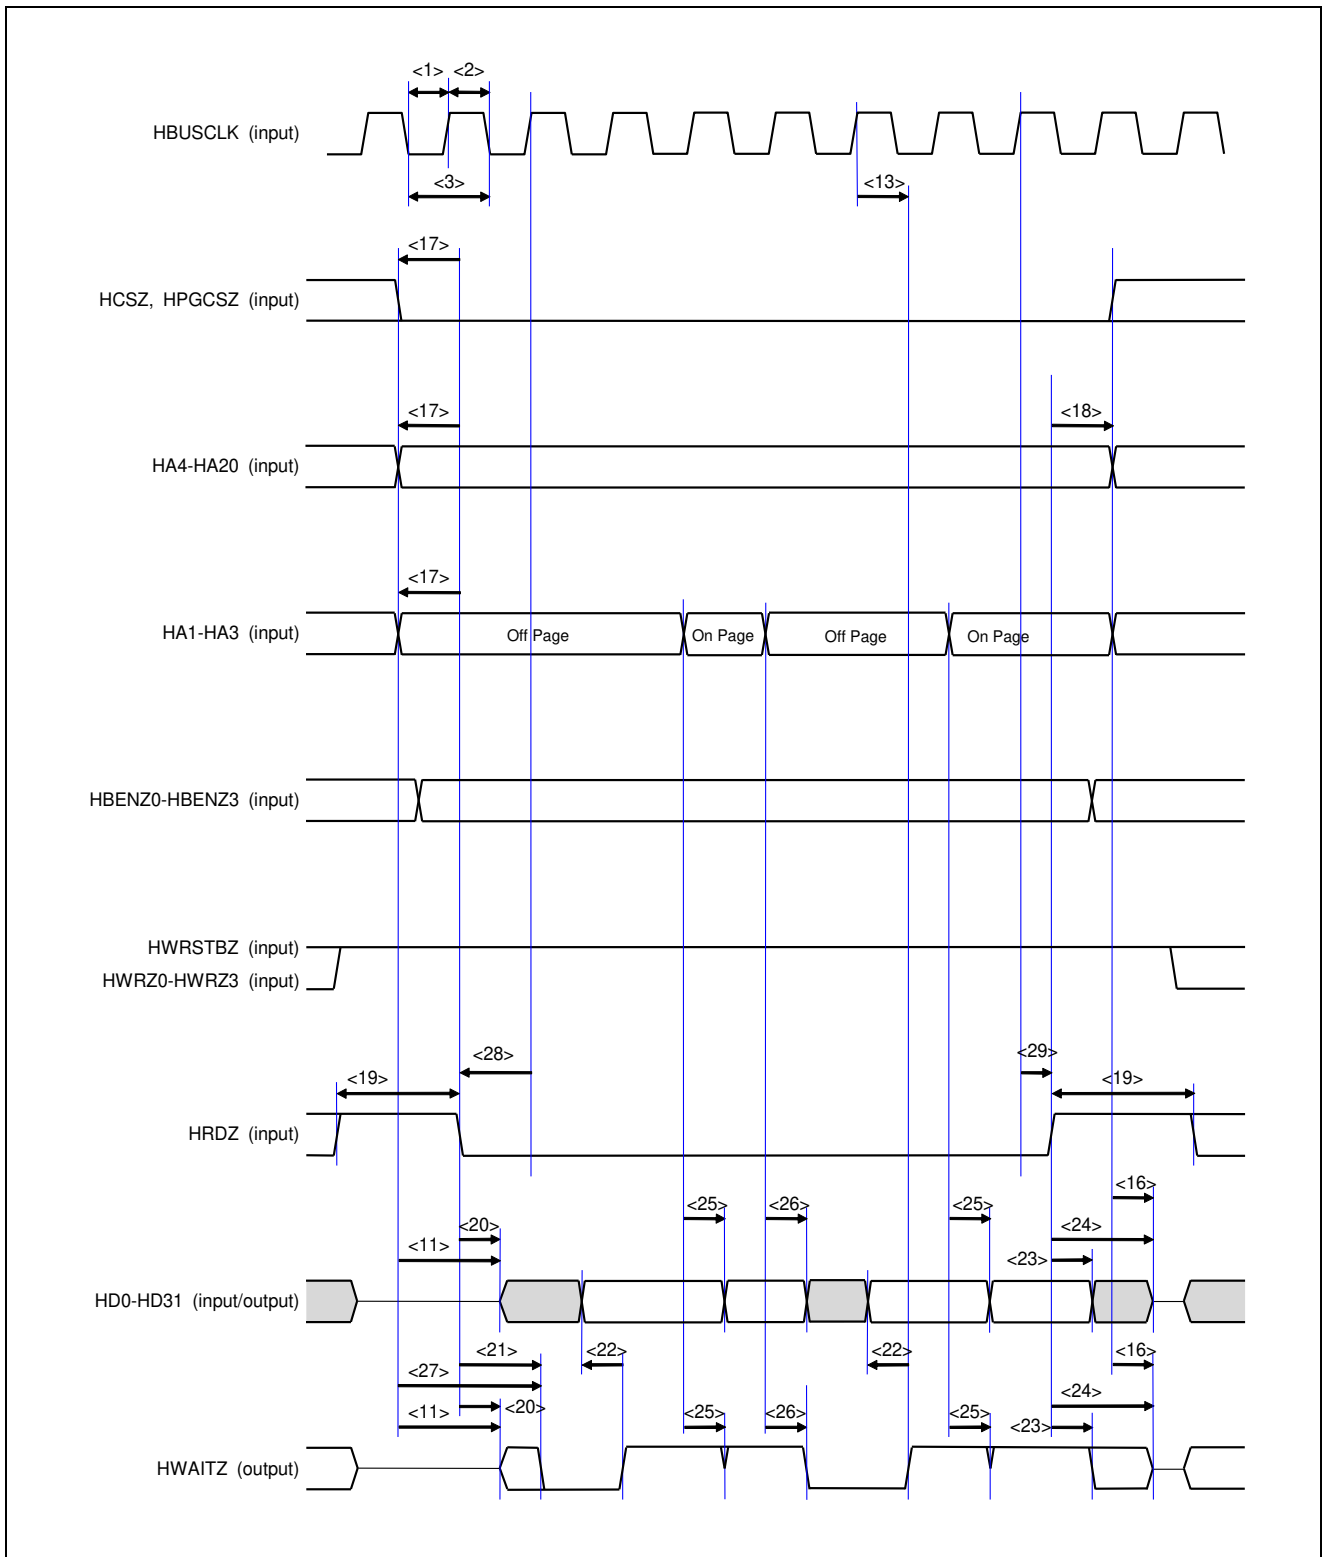 <1> <2>
HBUSCLK (input)
<3>
<13>
<17>
HCSZ, HPGCSZ (input)
<17>
<18>
HA4-HA20 (input)
<17>
HA1-HA3 (input)
Off Page
On Page
Off Page
On Page
HBENZ0-HBENZ3 (input)
HWRSTBZ (input)
HWRZ0-HWRZ3 (input)
<28>
<29>
<19>
<19>
HRDZ (input)
<16>
<25>
<26>
<25>
<20>
<24>
<11>
<23>
HD0-HD31 (input/output)
<21>
<22>
<22>
<16>
<27>
<24>
<20>
<11>
<25>
<26>
<25>
<23>
HWAITZ (output)